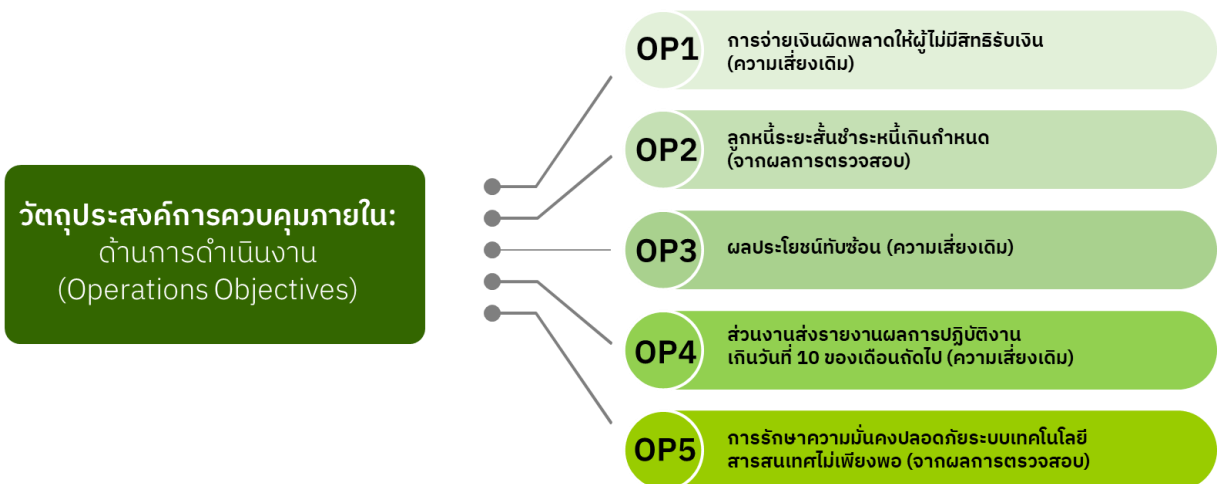 วัตถุประสงค์การควบคุมภายใน:
ด้านการดำเนินงาน
(Operations Objectives)
OP1
การจ่ายเงินผิดพลาดให้ผู้ไม่มีสิทธิรับเงิน
(ความเสี่ยงเดิม)
OP2
ลูกหนี้ระยะสั้นชำระหนี้เกินกำหนด
(จากผลการตรวจสอบ)
OP3
ผลประโยชน์ทับซ้อน (ความเสี่ยงเดิม)
OP4
ส่วนงานส่งรายงานผลการปฏิบัติงาน
เกินวันที่ 10 ของเดือนถัดไป (ความเสี่ยงเดิม)
OP5
การรักษาความมั่นคงปลอดภัยระบบเทคโนโลยี
สารสนเทศไม่เพียงพอ (จากผลการตรวจสอบ)